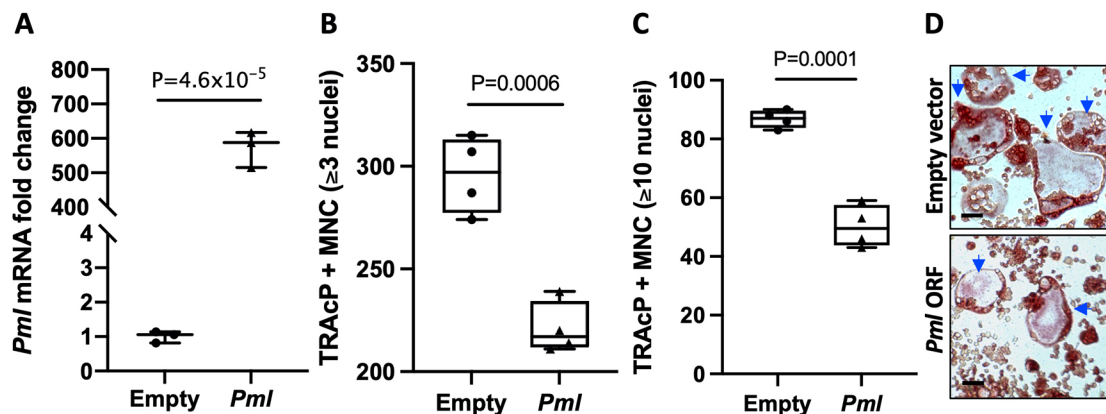 A
Pml mRNA fold change
800
700
600
500
400
4
3
2
1
0
P=4.6x10⁻⁵
Empty
Pml
B
TRAcP + MNC (≥3 nuclei)
350
300
250
200
P=0.0006
Empty
Pml
C
TRAcP + MNC (≥10 nuclei)
100
80
60
40
20
0
P=0.0001
Empty
Pml
D
Empty vector
Pml ORF